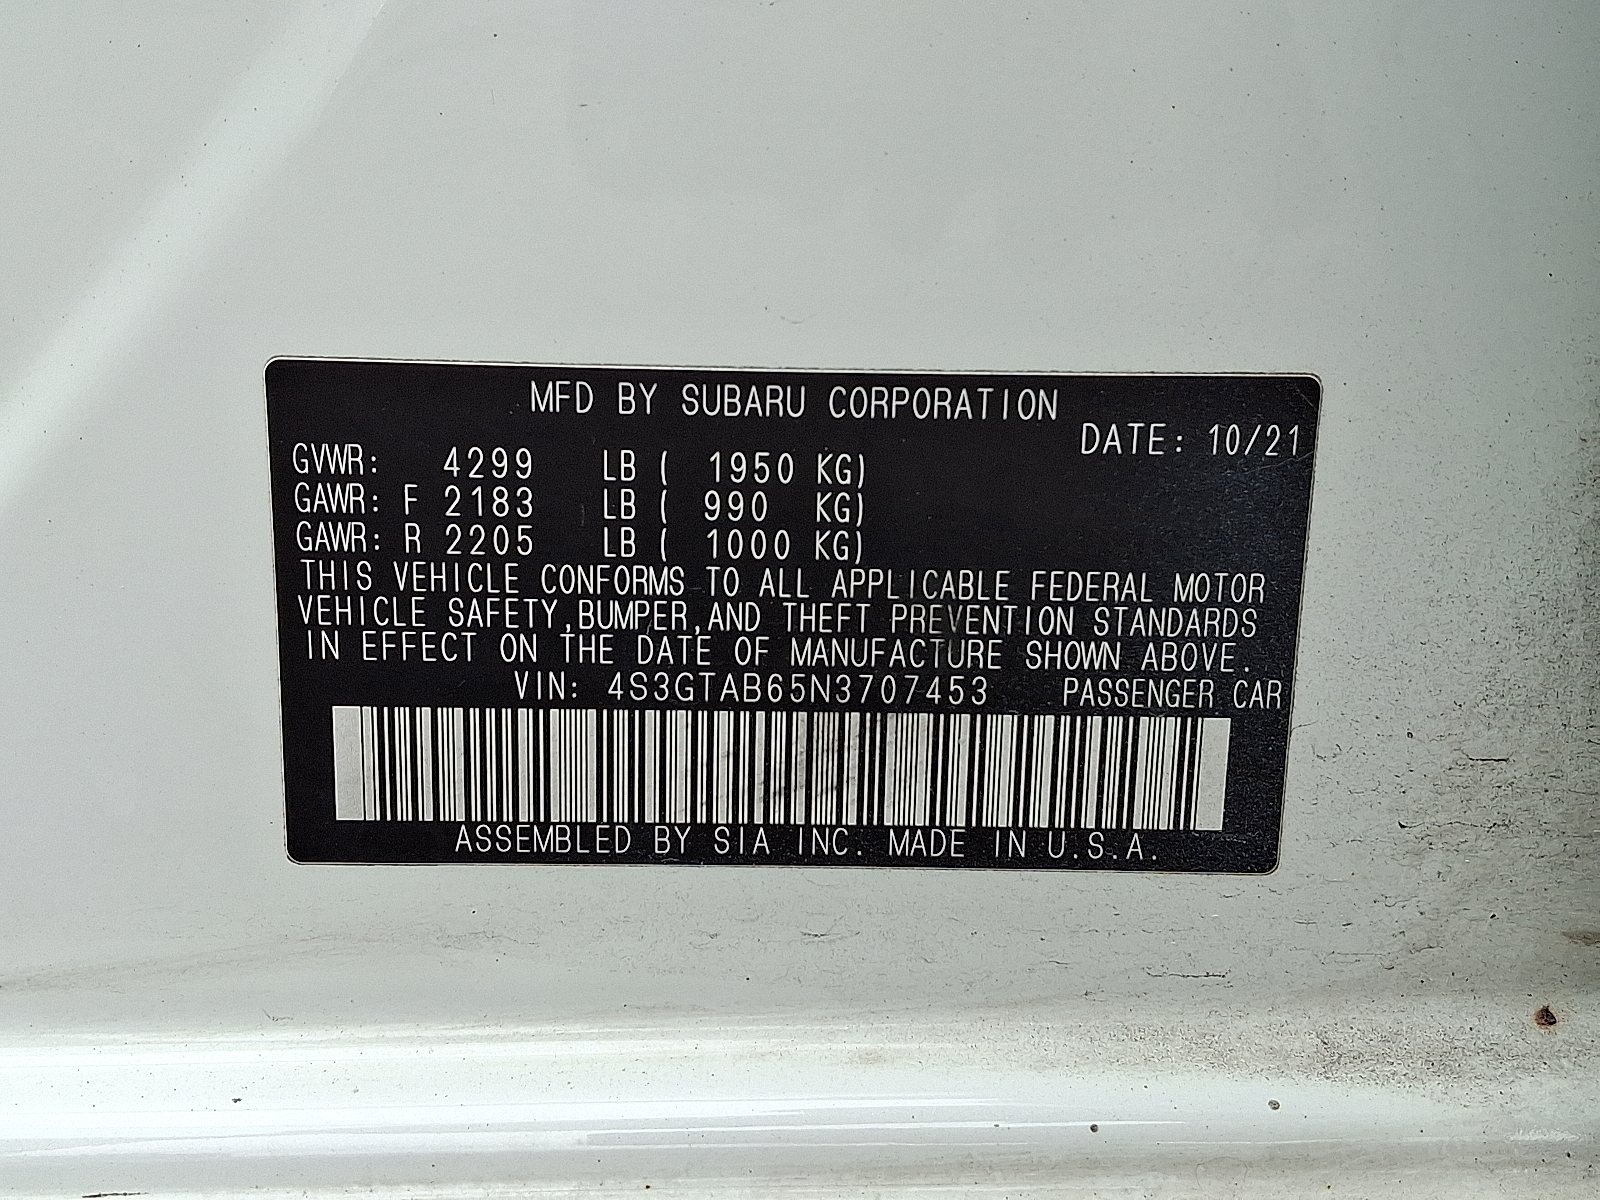 MFD BY SUBARU CORPORATION
DATE: 10/21
GVWR: 4299 LB ( 1950 KG)
GAWR: F 2183 LB ( 990 KG)
GAWR: R 2205 LB ( 1000 KG)
THIS VEHICLE CONFORMS TO ALL APPLICABLE FEDERAL MOTOR
VEHICLE SAFETY,BUMPER,AND THEFT PREVENTION STANDARDS
IN EFFECT ON THE DATE OF MANUFACTURE SHOWN ABOVE.
VIN: 4S3GTAB65N3707453 PASSENGER CAR
ASSEMBLED BY SIA INC. MADE IN U.S.A.